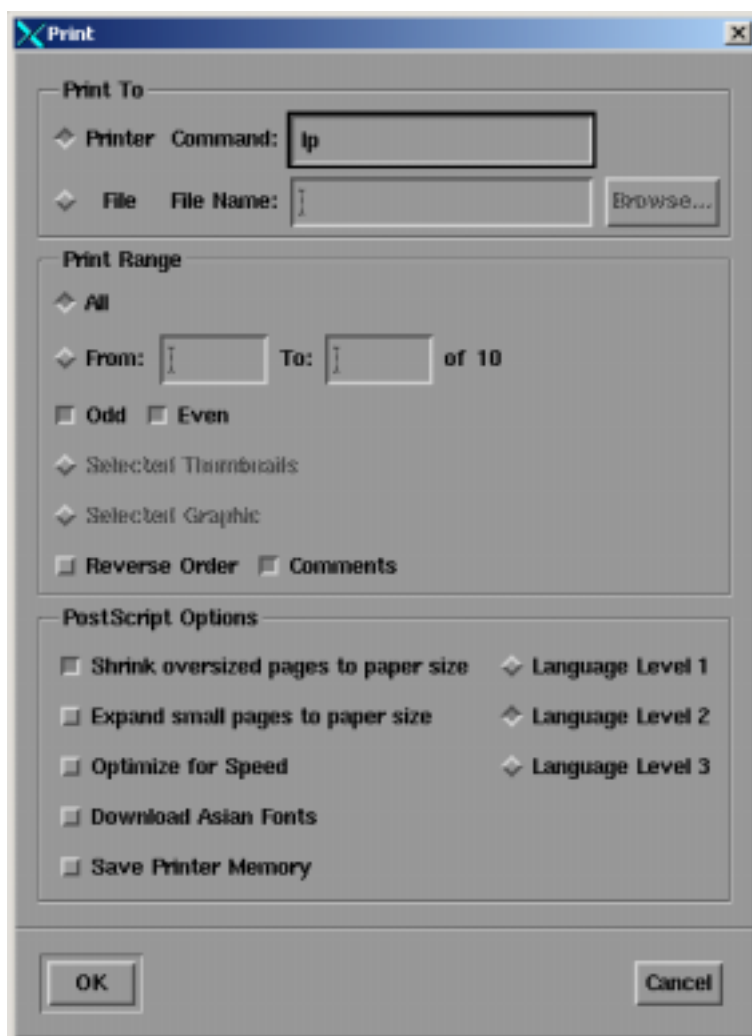 Print
Print To
Printer Command: lp
File File Name: Browse...
Print Range
All
From: To: of 10
Odd Even
Selected Thumbnails
Selected Graphic
Reverse Order Comments
PostScript Options
Shrink oversized pages to paper size Language Level 1
Expand small pages to paper size Language Level 2
Optimize for Speed Language Level 3
Download Asian Fonts
Save Printer Memory
OK Cancel